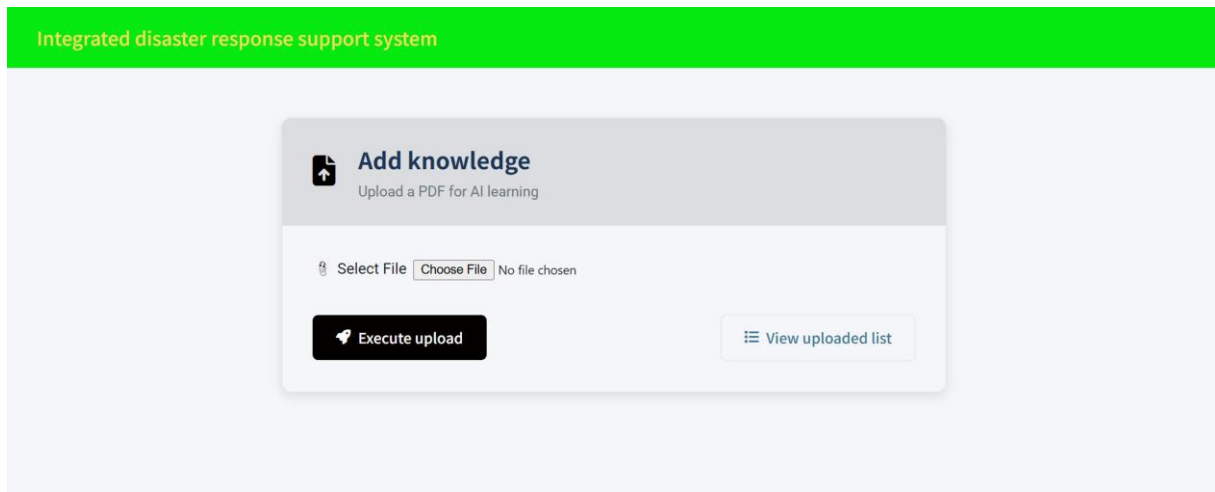 Integrated disaster response support system
Add knowledge
Upload a PDF for AI learning
Select File Choose File No file chosen
Execute upload
View uploaded list